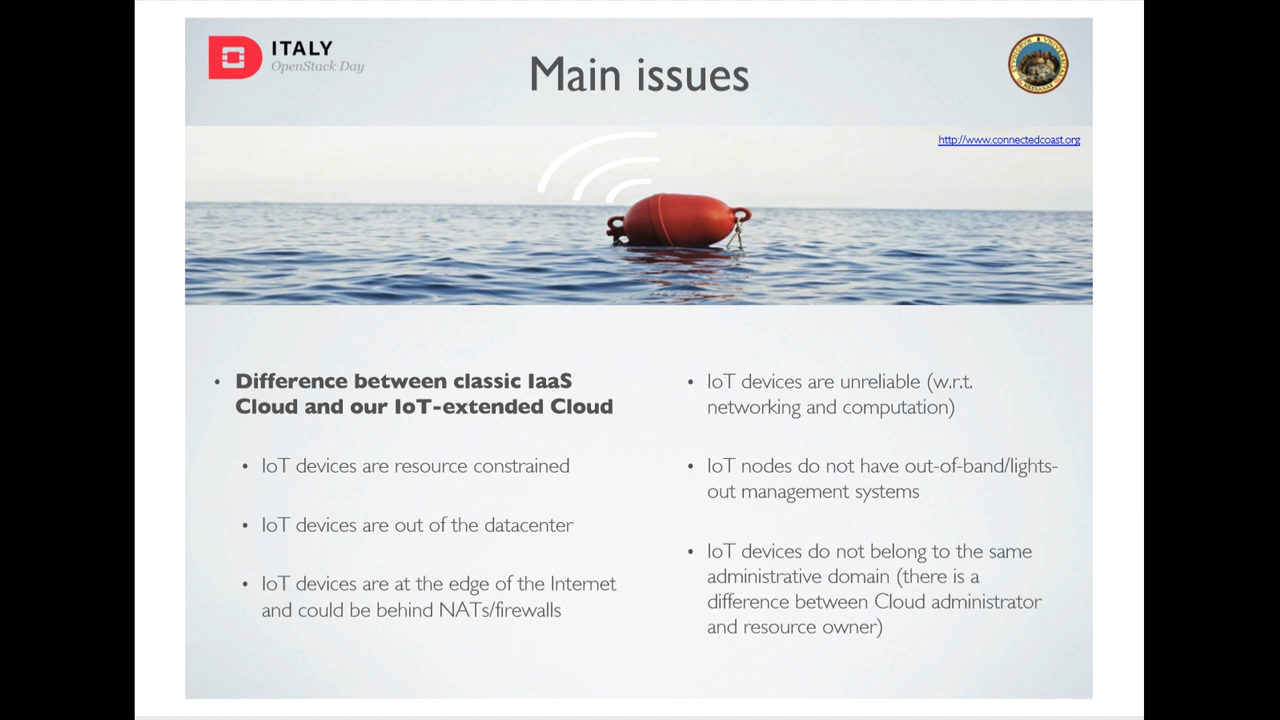 ITALY
OpenStack Day
Main issues
http://www.connectedcoast.org
• Difference between classic IaaS
Cloud and our IoT-extended Cloud
• IoT devices are resource constrained
• IoT devices are out of the datacenter
• IoT devices are at the edge of the Internet
and could be behind NATs/firewalls
• IoT devices are unreliable (w.r.t.
networking and computation)
• IoT nodes do not have out-of-band/lights-
out management systems
• IoT devices do not belong to the same
administrative domain (there is a
difference between Cloud administrator
and resource owner)